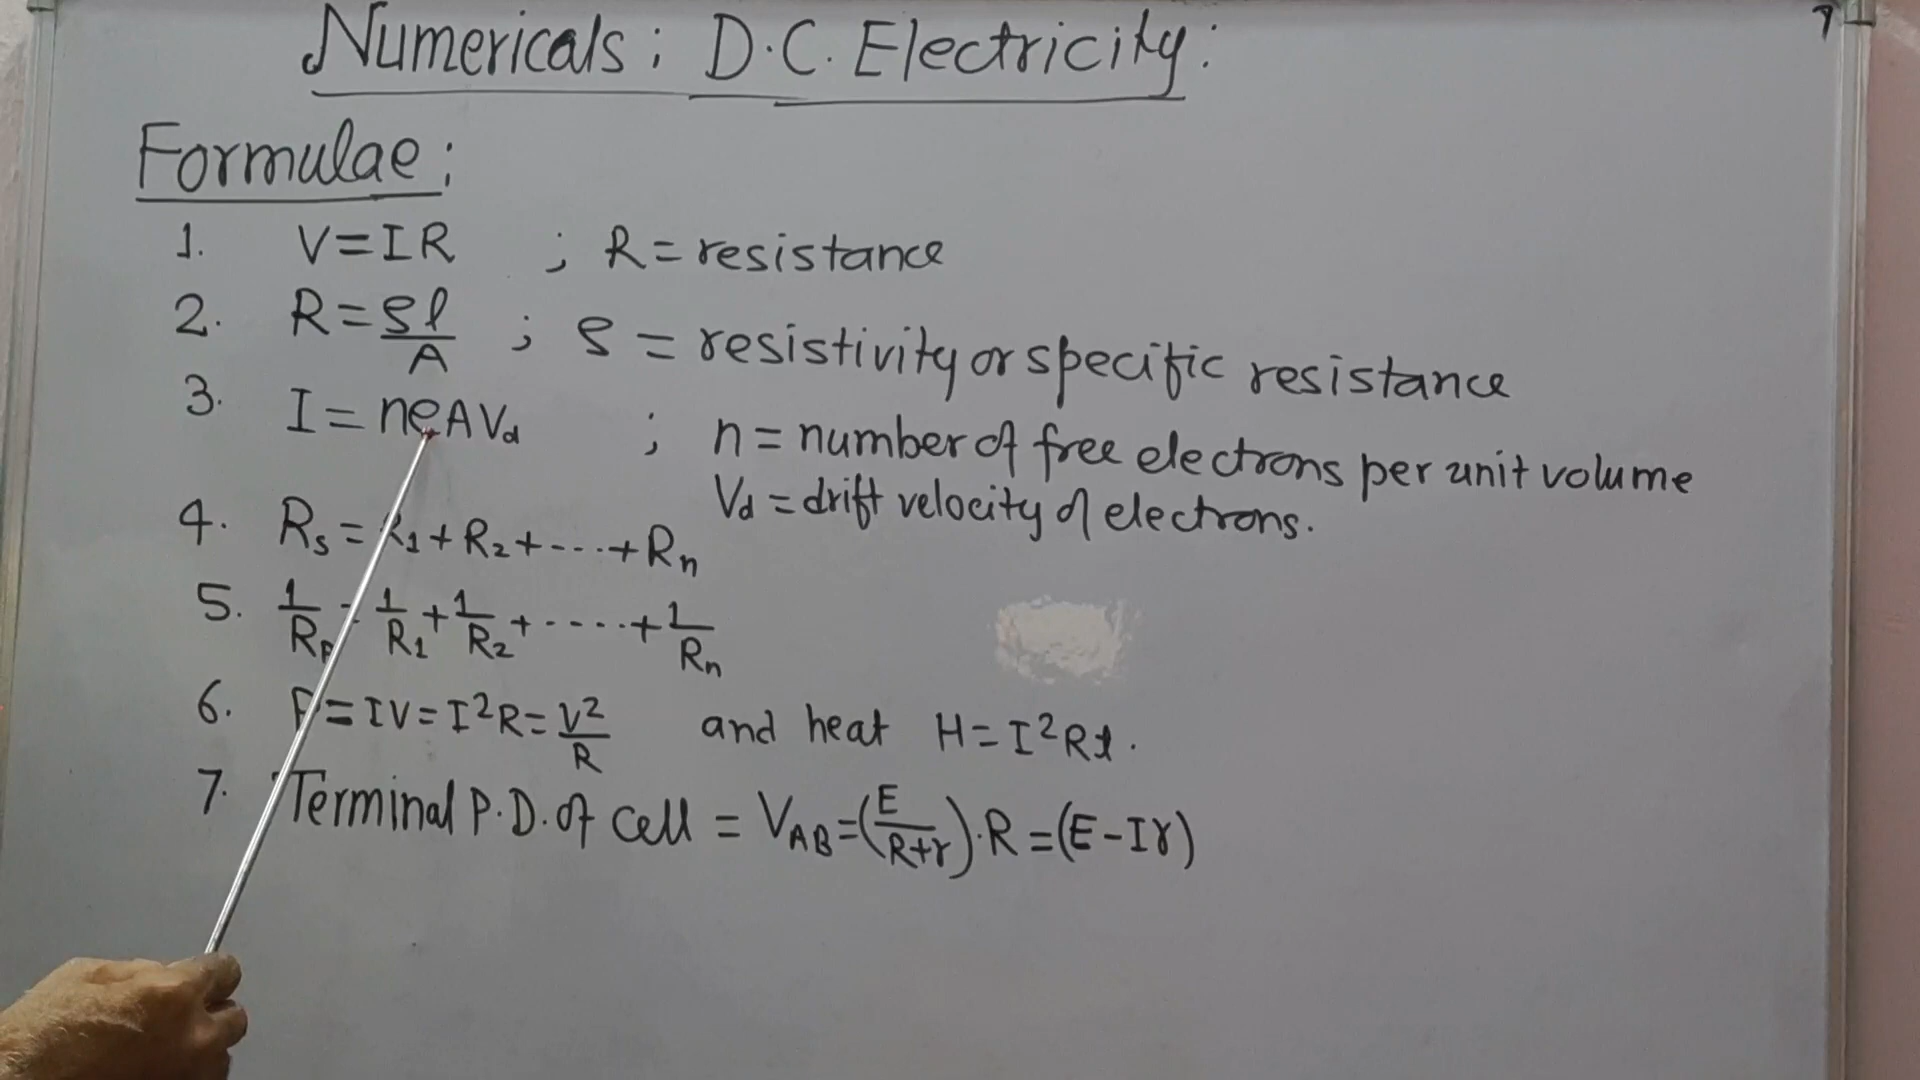 Numericals: D.C. Electricity:
Formulae:
1. V=IR ; R=resistance
2. R=ρl/A ; ρ = resistivity or specific resistance
3. I=neAVd ; n=number of free electrons per unit volume
Vd=drift velocity of electrons.
4. Rs=R1+R2+---+Rn
5. 1/Rp=1/R1+1/R2+----+1/Rn
6. P=IV=I²R=V²/R and heat H=I²Rt.
7. Terminal P.D. of cell = VAB=(E/R+r).R=(E-Ir)